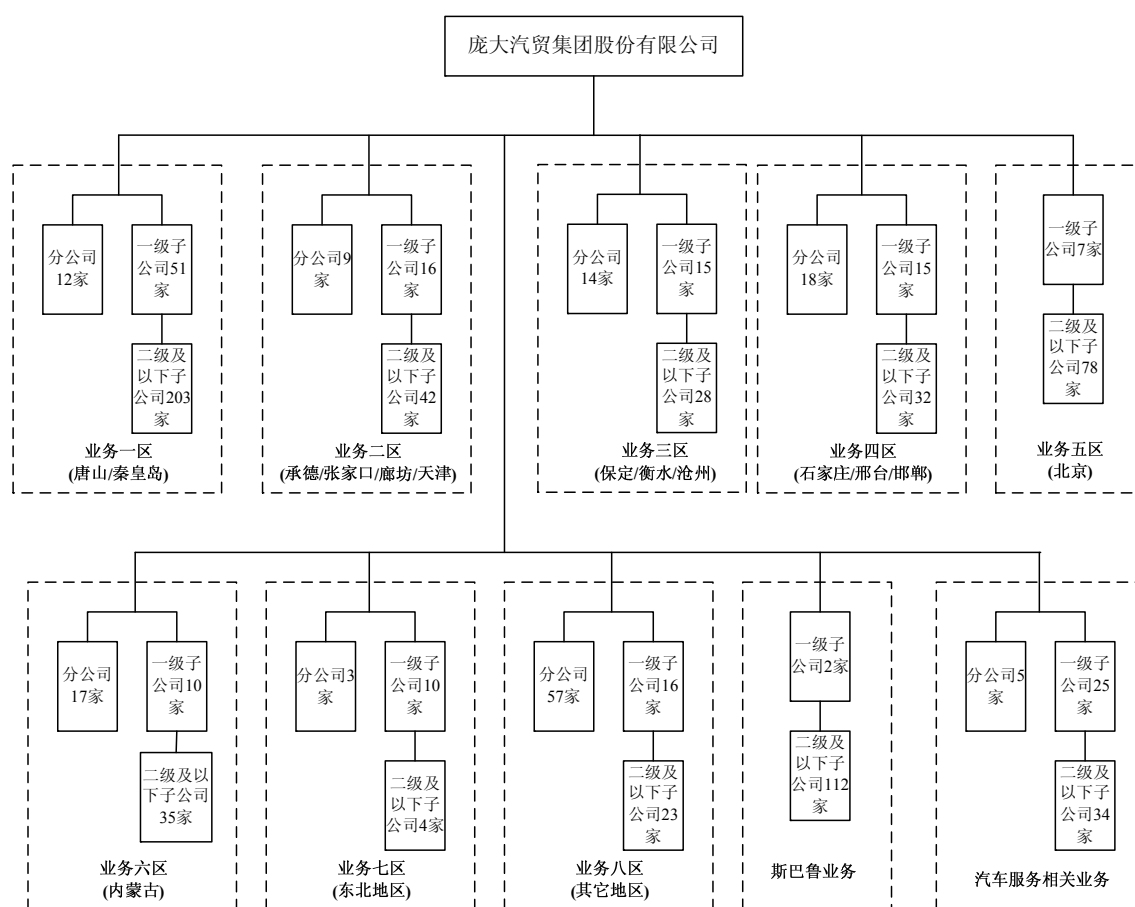 庞大汽贸集团股份有限公司
分公司
12家
一级子
公司51
家
二级及
以下子
公司203
家
业务一区
(唐山/秦皇岛)
分公司9
家
一级子
公司16
家
二级及
以下子
公司42
家
业务二区
(承德/张家口/廊坊/天津)
分公司
14家
一级子
公司15
家
二级及
以下子
公司28
家
业务三区
(保定/衡水/沧州)
分公司
18家
一级子
公司15
家
二级及
以下子
公司32
家
业务四区
(石家庄/邢台/邯郸)
一级子
公司7家
二级及
以下子
公司78
家
业务五区
(北京)
分公司
17家
一级子
公司10
家
二级及以
下子公司
35家
业务六区
(内蒙古)
分公司3
家
一级子
公司10
家
二级及
以下子
公司4家
业务七区
(东北地区)
分公司
57家
一级子
公司16
家
二级及
以下子
公司23
家
业务八区
(其它地区)
一级子
公司2家
二级及
以下子
公司112
家
斯巴鲁业务
分公司5
家
一级子
公司25
家
二级及
以下子
公司34
家
汽车服务相关业务